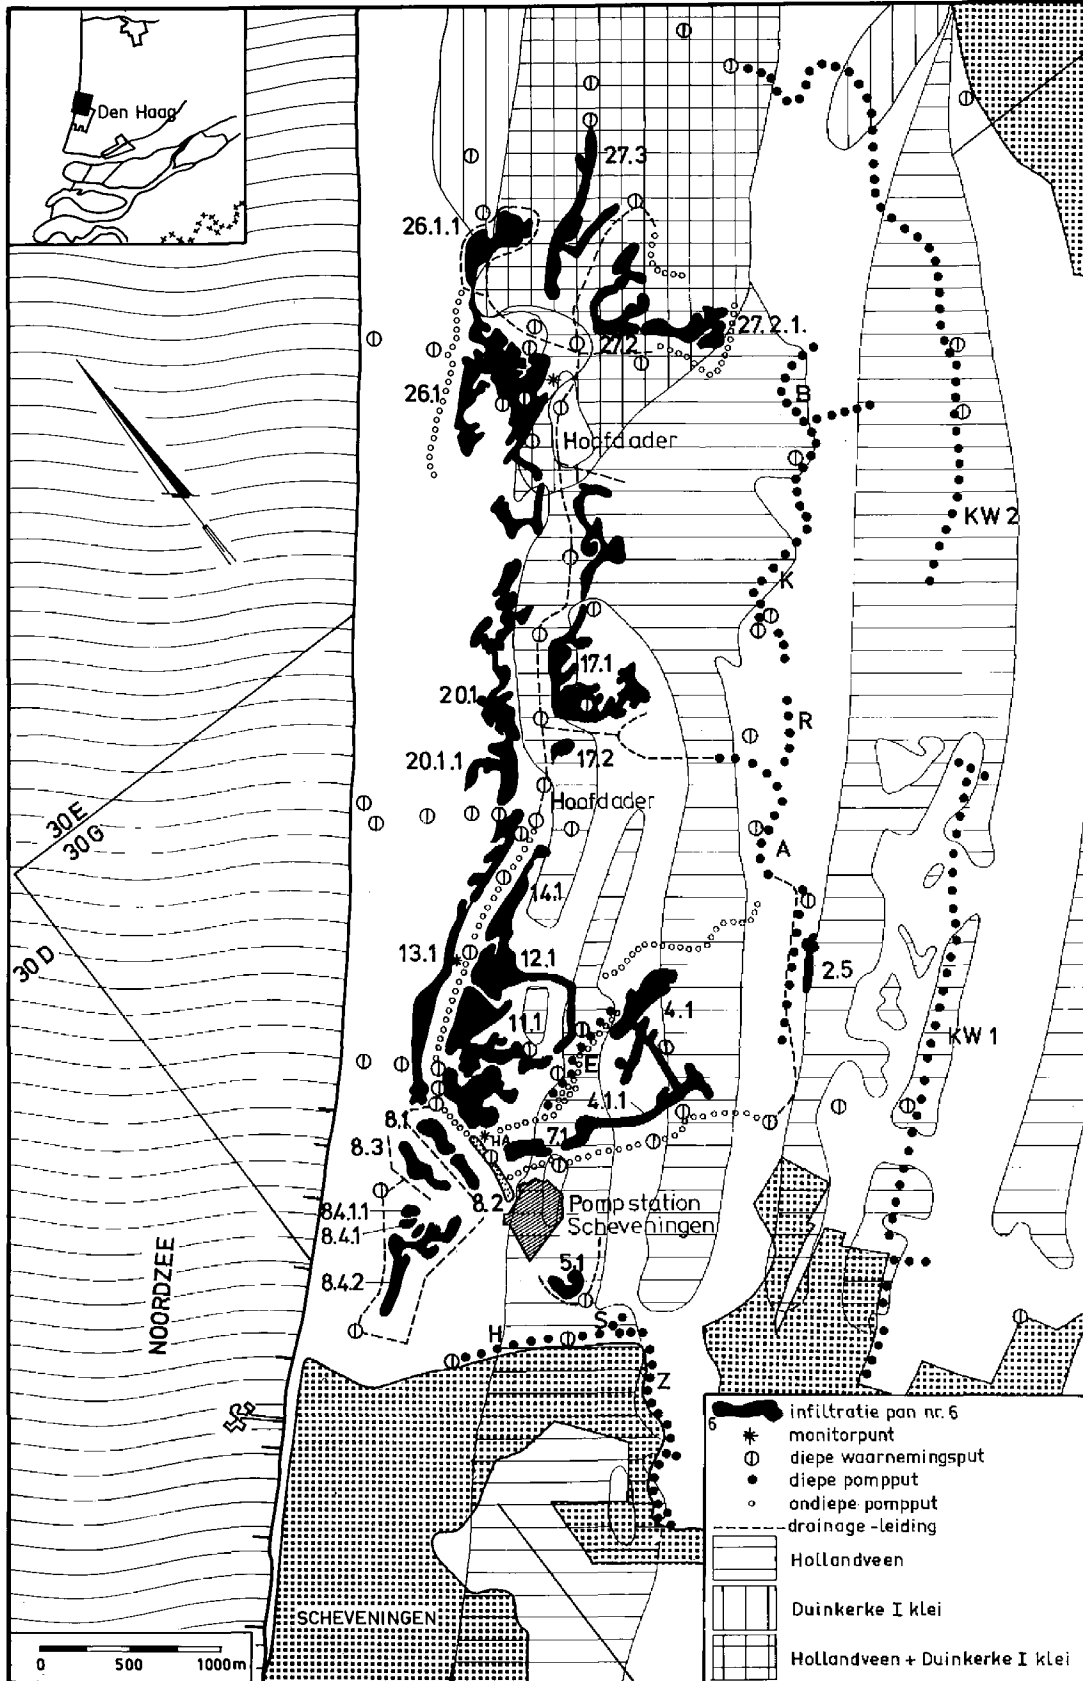 Den Haag
27.3
26.1.1
27.2.1.
27.2
26.1
B
Hoofdader
KW 2
K
17.1
20.1
R
17.2
20.1.1
Hoofdader
30E
30G
A
14.1
13.1
12.1
30D
2.5
11.1
4.1
KW 1
E
4.1.1
8.1
HA
7.1
8.3
8.2
Pompstation
Scheveningen
8.4.1.1
8.4.1
5.1
8.4.2
NOORDZEE
S
H
Z
6
infiltratie pan nr. 6
monitorpunt
diepe waarnemingsput
diepe pompput
ondiepe pompput
drainage-leiding
Hollandveen
Duinkerke I klei
Hollandveen + Duinkerke I klei
SCHEVENINGEN
0 500 1000m